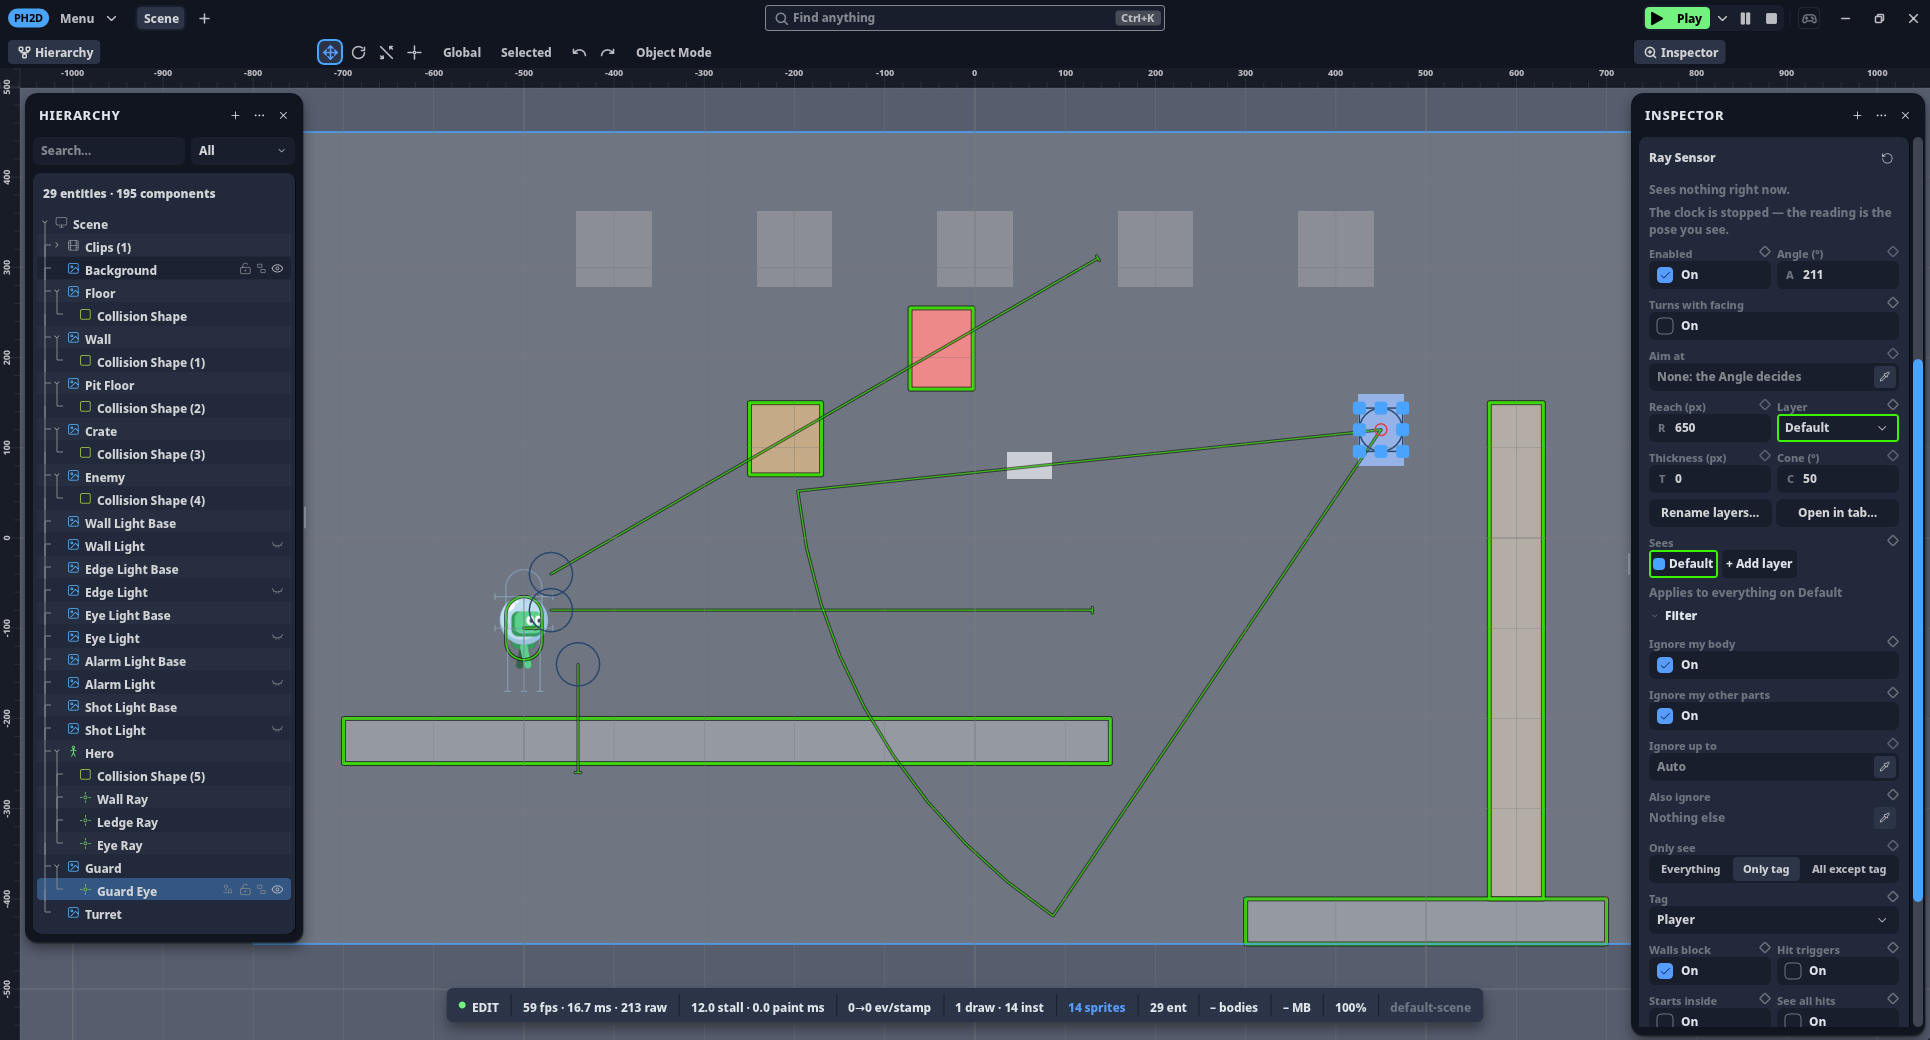 PH2D Menu Scene +
Find anything Ctrl+K
Play
Hierarchy
Global Selected Object Mode
Inspector
-1000 -900 -800 -700 -600 -500 -400 -300 -200 -100 0 100 200 300 400 500 600 700 800 900 1000
500
400
300
200
100
0
-100
-200
-300
-400
-500
HIERARCHY
Search...
All
29 entities · 195 components
Scene
Clips (1)
Background
Floor
Collision Shape
Wall
Collision Shape (1)
Pit Floor
Collision Shape (2)
Crate
Collision Shape (3)
Enemy
Collision Shape (4)
Wall Light Base
Wall Light
Edge Light Base
Edge Light
Eye Light Base
Eye Light
Alarm Light Base
Alarm Light
Shot Light Base
Shot Light
Hero
Collision Shape (5)
Wall Ray
Ledge Ray
Eye Ray
Guard
Guard Eye
Turret
INSPECTOR
Ray Sensor
Sees nothing right now.
The clock is stopped — the reading is the
pose you see.
Enabled Angle (º)
On A 211
Turns with facing
On
Aim at
None: the Angle decides
Reach (px) Layer
R 650 Default
Thickness (px) Cone (º)
T 0 C 50
Rename layers... Open in tab...
Sees
Default + Add layer
Applies to everything on Default
Filter
Ignore my body
On
Ignore my other parts
On
Ignore up to
Auto
Also ignore
Nothing else
Only see
Everything Only tag All except tag
Tag
Player
Walls block Hit triggers
On On
Starts inside See all hits
On On
EDIT 59 fps · 16.7 ms · 213 raw 12.0 stall · 0.0 paint ms 0→0 ev/stamp 1 draw · 14 inst 14 sprites 29 ent – bodies – MB 100% default-scene